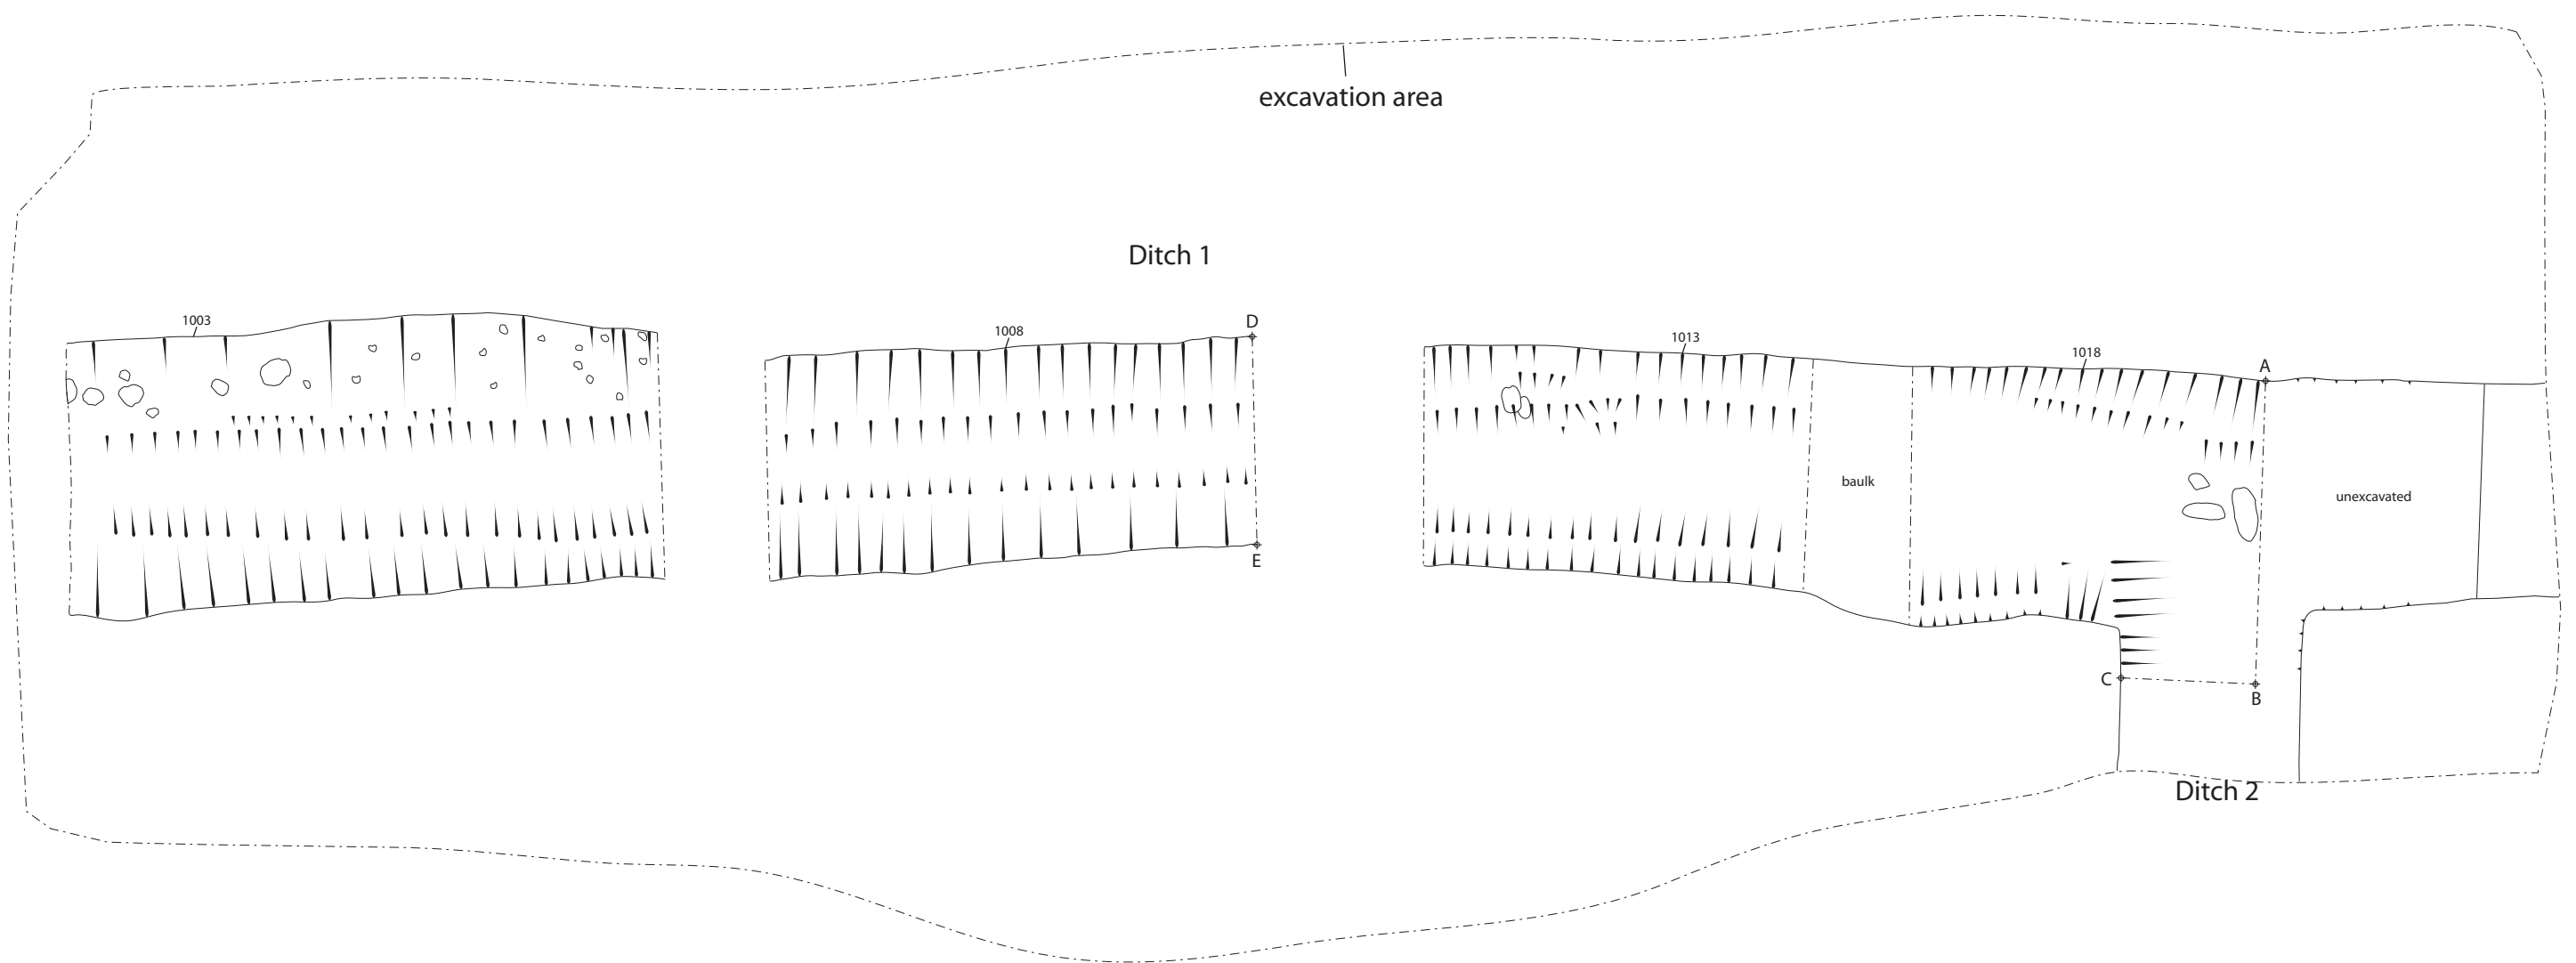 excavation area
Ditch 1
1003
1008
D
1013
1018
A
baulk
unexcavated
E
C
B
Ditch 2